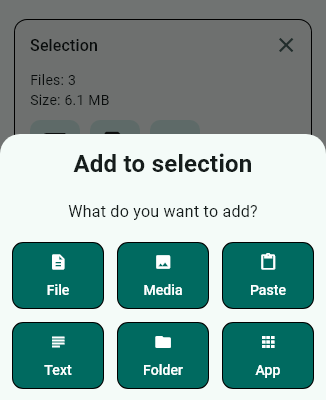 Selection
Files: 3
Size: 6.1 MB
Add to selection
What do you want to add?
File
Media
Paste
Text
Folder
App